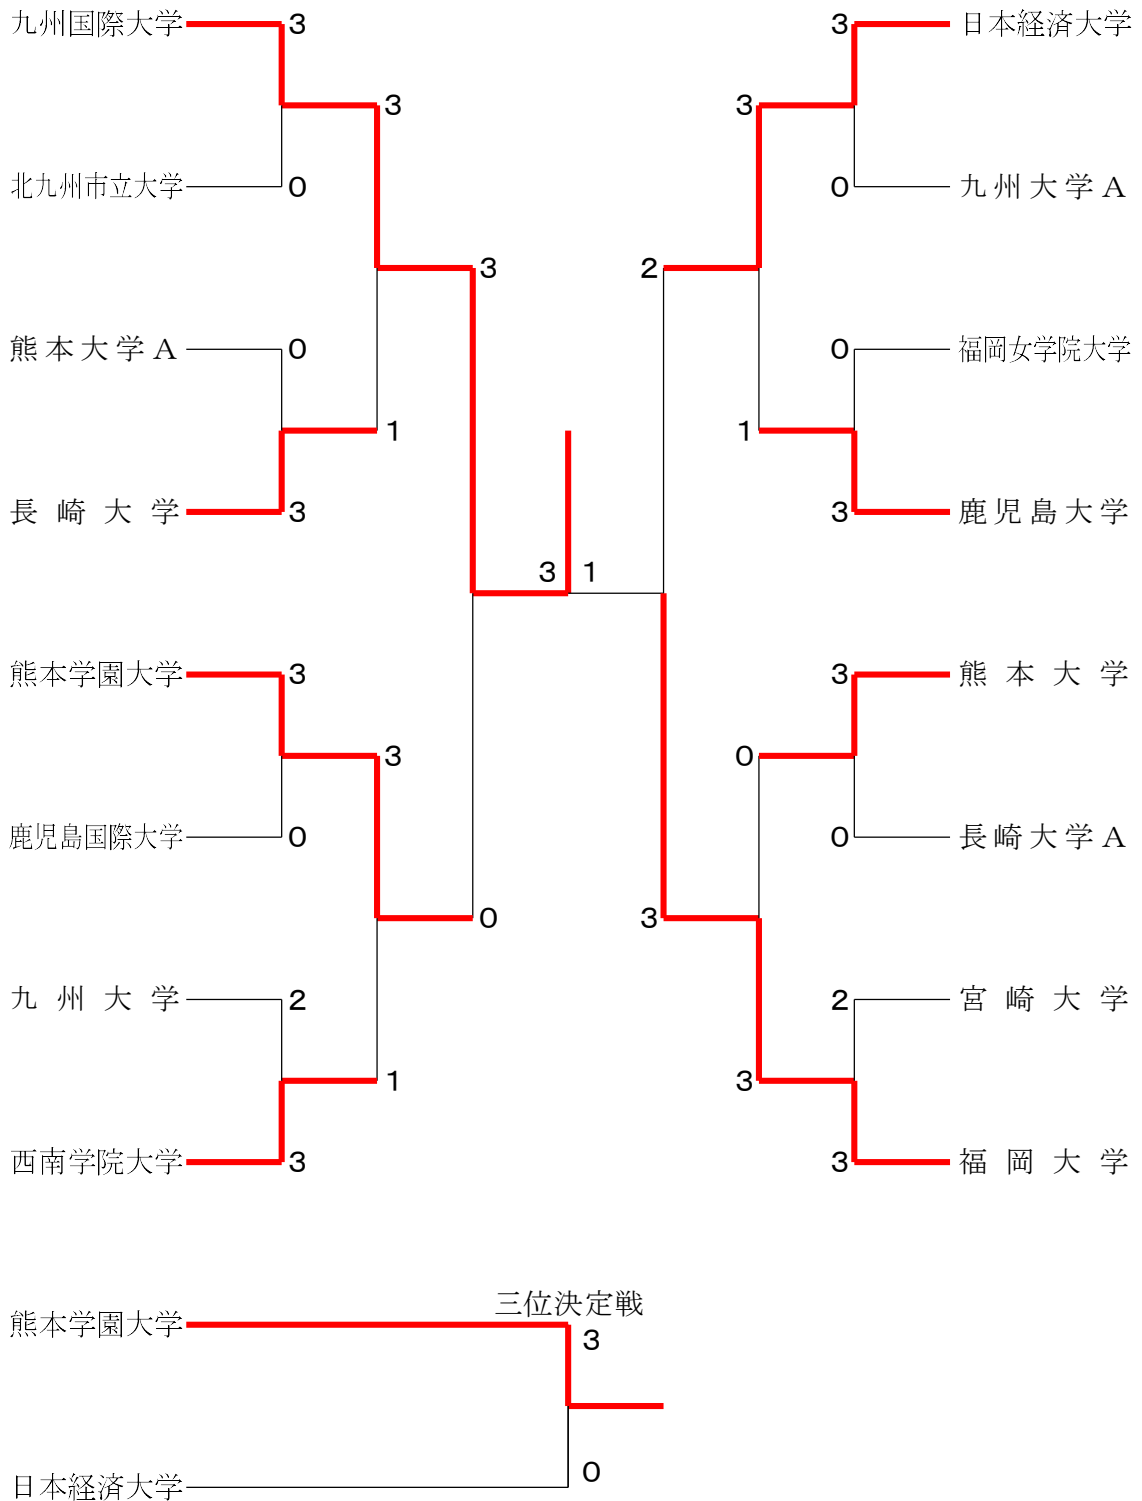 九州国際大学 3 3 日本経済大学
3 3
北九州市立大学 0 0 九州大学A
3 2
熊本大学A 0 0 福岡女学院大学
1 1
長崎大学 3 3 鹿児島大学
3 1
熊本学園大学 3 3 熊本大学
3 0
鹿児島国際大学 0 0 長崎大学A
0 3
九州大学 2 2 宮崎大学
1 3
西南学院大学 3 3 福岡大学
三位決定戦
熊本学園大学 3
日本経済大学 0